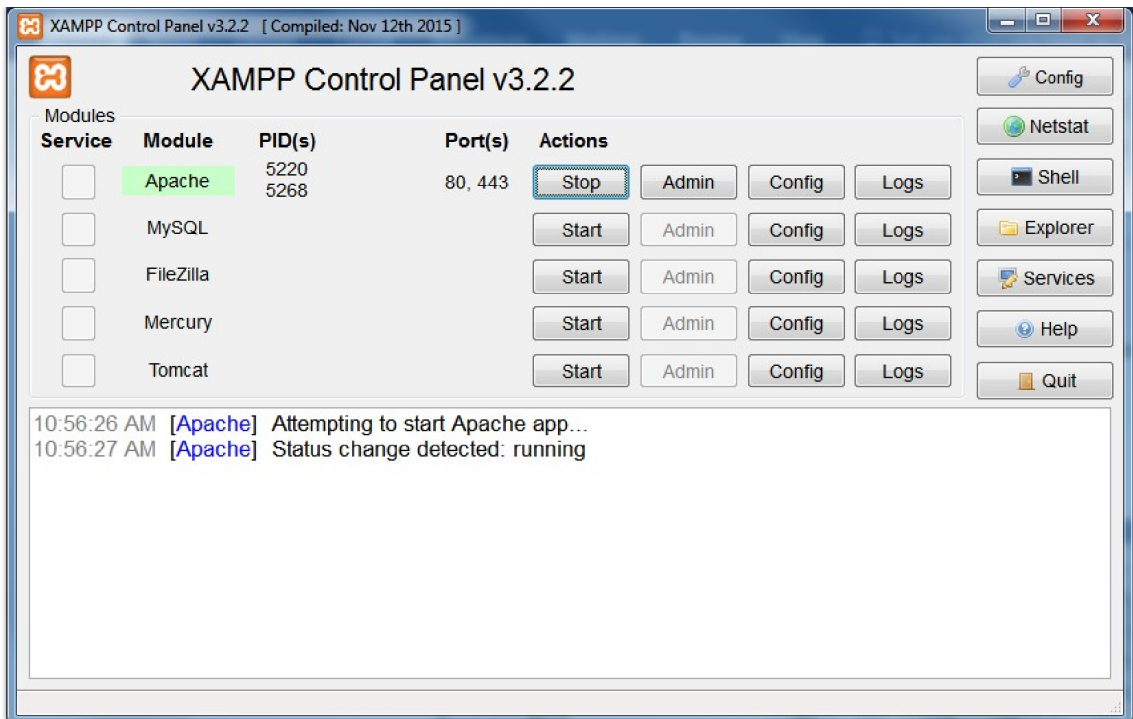 XAMPP Control Panel v3.2.2 [ Compiled: Nov 12th 2015 ]
XAMPP Control Panel v3.2.2
Config
Modules
Netstat
Service Module PID(s) Port(s) Actions
Apache 5220 5268 80, 443 Stop Admin Config Logs
Shell
MySQL Start Admin Config Logs
Explorer
FileZilla Start Admin Config Logs
Services
Mercury Start Admin Config Logs
Help
Tomcat Start Admin Config Logs
Quit
10:56:26 AM [Apache] Attempting to start Apache app...
10:56:27 AM [Apache] Status change detected: running